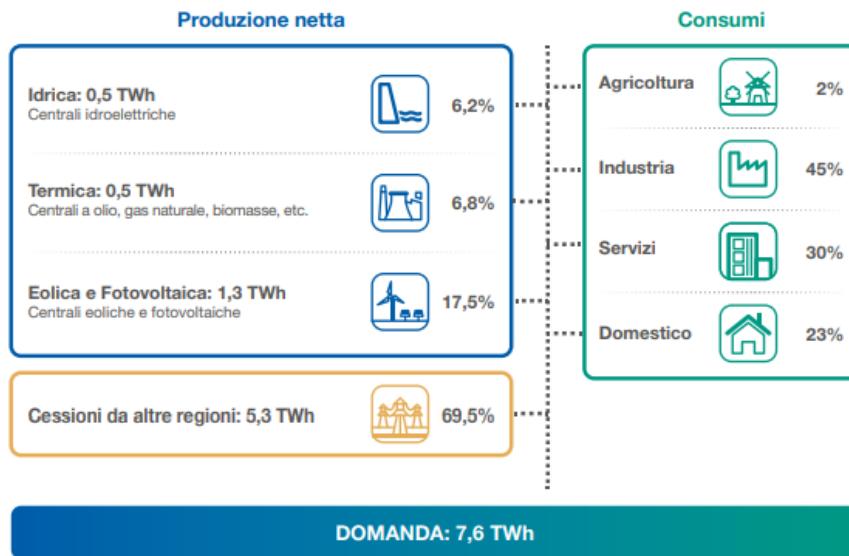 Produzione netta
Idrica: 0,5 TWh
Centrali idroelettriche
6,2%
Termica: 0,5 TWh
Centrali a olio, gas naturale, biomasse, etc.
6,8%
Eolica e Fotovoltaica: 1,3 TWh
Centrali eoliche e fotovoltaiche
17,5%
Cessioni da altre regioni: 5,3 TWh
69,5%
Consumi
Agricoltura
2%
Industria
45%
Servizi
30%
Domestico
23%
DOMANDA: 7,6 TWh